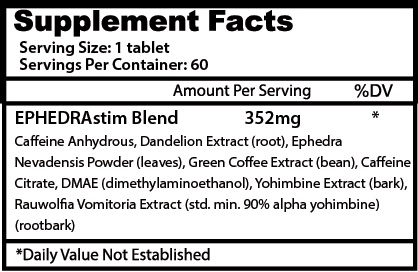 Supplement Facts
Serving Size: 1 tablet
Servings Per Container: 60
Amount Per Serving %DV
EPHEDRAstim Blend 352mg *
Caffeine Anhydrous, Dandelion Extract (root), Ephedra
Nevadensis Powder (leaves), Green Coffee Extract (bean), Caffeine
Citrate, DMAE (dimethylaminoethanol), Yohimbine Extract (bark),
Rauwolfia Vomitoria Extract (std. min. 90% alpha yohimbine)
(rootbark)
*Daily Value Not Established